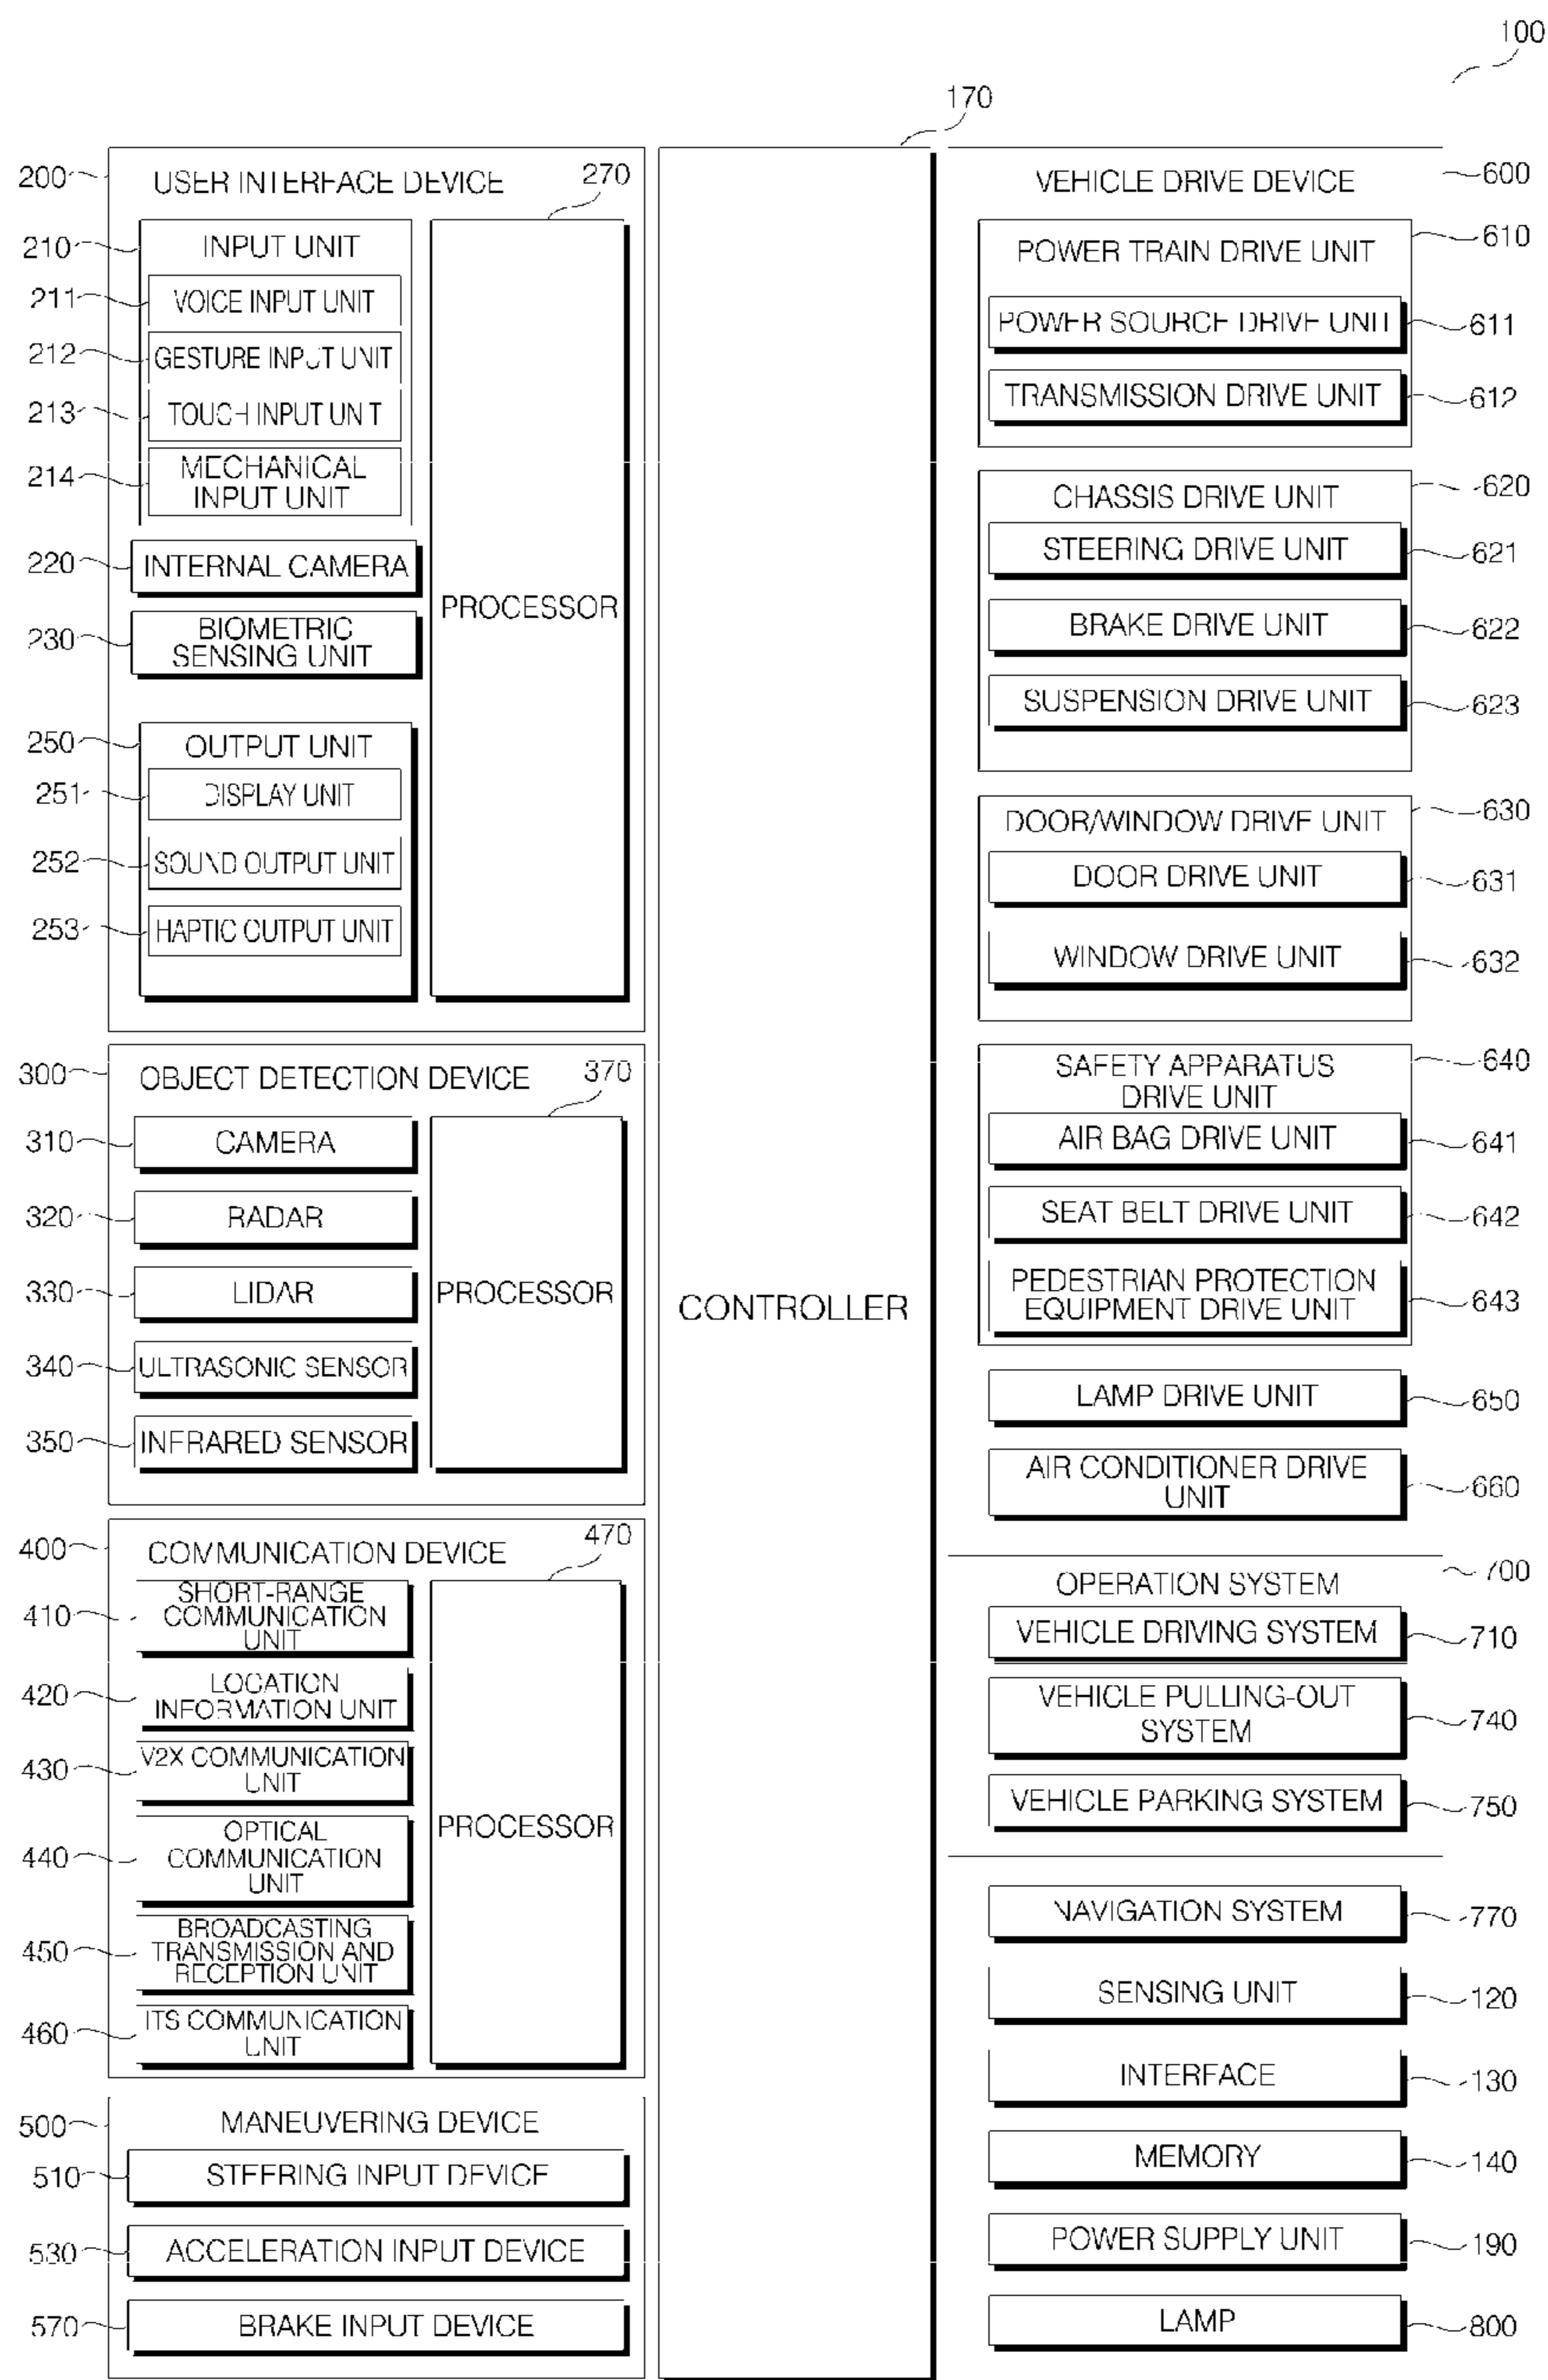 100
170
200
USER INTERFACE DEVICE
270
210
INPUT UNIT
211
VOICE INPUT UNIT
212
GESTURE INPUT UNIT
213
TOUCH INPUT UNIT
214
MECHANICAL
INPUT UNIT
220
INTERNAL CAMERA
230
BIOMETRIC
SENSING UNIT
PROCESSOR
250
OUTPUT UNIT
251
DISPLAY UNIT
252
SOUND OUTPUT UNIT
253
HAPTIC OUTPUT UNIT
300
OBJECT DETECTION DEVICE
370
310
CAMERA
320
RADAR
330
LIDAR
PROCESSOR
340
ULTRASONIC SENSOR
350
INFRARED SENSOR
400
COMMUNICATION DEVICE
470
410
SHORT-RANGE
COMMUNICATION
UNIT
420
LOCATION
INFORMATION UNIT
430
V2X COMMUNICATION
UNIT
PROCESSOR
440
OPTICAL
COMMUNICATION
UNIT
450
BROADCASTING
TRANSMISSION AND
RECEPTION UNIT
460
ITS COMMUNICATION
UNIT
500
MANEUVERING DEVICE
510
STEERING INPUT DEVICE
530
ACCELERATION INPUT DEVICE
570
BRAKE INPUT DEVICE
CONTROLLER
VEHICLE DRIVE DEVICE
600
POWER TRAIN DRIVE UNIT
610
POWER SOURCE DRIVE UNIT
611
TRANSMISSION DRIVE UNIT
612
CHASSIS DRIVE UNIT
620
STEERING DRIVE UNIT
621
BRAKE DRIVE UNIT
622
SUSPENSION DRIVE UNIT
623
DOOR/WINDOW DRIVE UNIT
630
DOOR DRIVE UNIT
631
WINDOW DRIVE UNIT
632
SAFETY APPARATUS
DRIVE UNIT
640
AIR BAG DRIVE UNIT
641
SEAT BELT DRIVE UNIT
642
PEDESTRIAN PROTECTION
EQUIPMENT DRIVE UNIT
643
LAMP DRIVE UNIT
650
AIR CONDITIONER DRIVE
UNIT
660
OPERATION SYSTEM
700
VEHICLE DRIVING SYSTEM
710
VEHICLE PULLING-OUT
SYSTEM
740
VEHICLE PARKING SYSTEM
750
NAVIGATION SYSTEM
770
SENSING UNIT
120
INTERFACE
130
MEMORY
140
POWER SUPPLY UNIT
190
LAMP
800